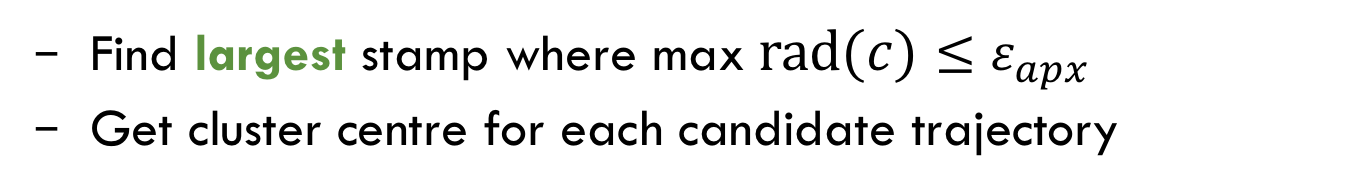 - Find largest stamp where max rad(c) ≤ ε_apx
- Get cluster centre for each candidate trajectory